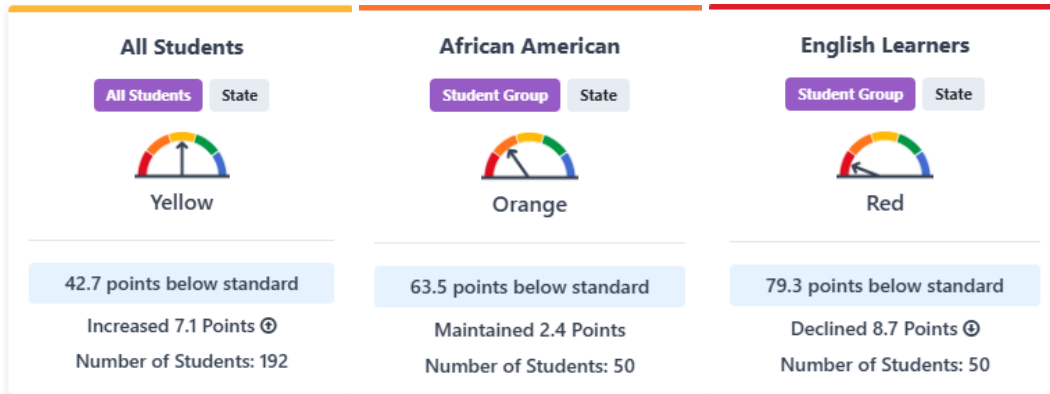 All Students
All Students State
Yellow
42.7 points below standard
Increased 7.1 Points
Number of Students: 192
African American
Student Group State
Orange
63.5 points below standard
Maintained 2.4 Points
Number of Students: 50
English Learners
Student Group State
Red
79.3 points below standard
Declined 8.7 Points
Number of Students: 50